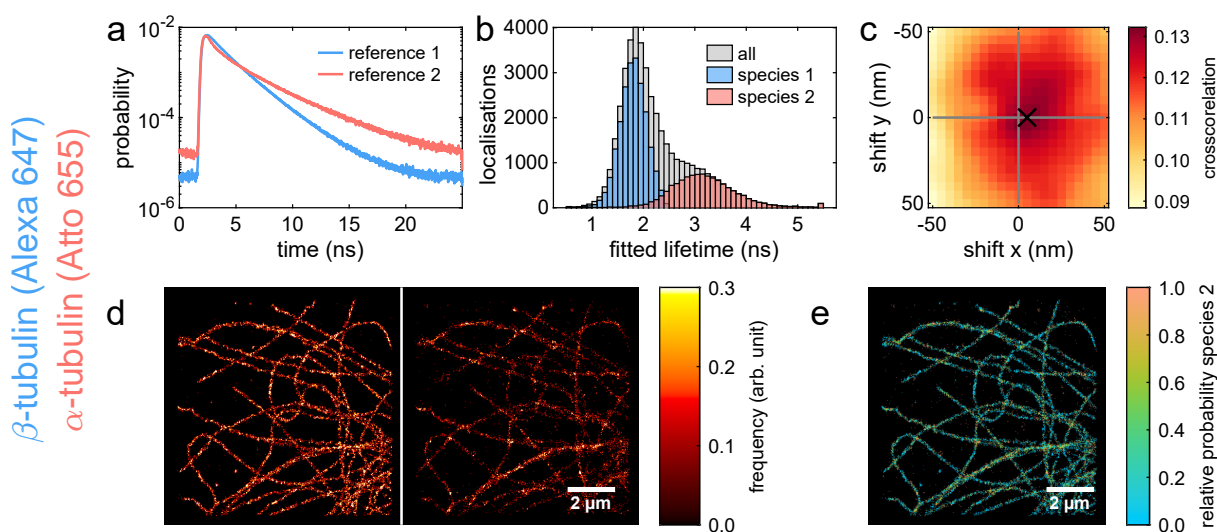 β-tubulin (Alexa 647)
α-tubulin (Atto 655)
a
probability
10-2
10-4
10-6
reference 1
reference 2
0
5
10
15
20
time (ns)
b
localisations
4000
3000
2000
1000
0
all
species 1
species 2
1
2
3
4
5
fitted lifetime (ns)
c
shift y (nm)
-50
0
50
-50
0
50
shift x (nm)
0.13
0.12
0.11
0.10
0.09
crosscorelation
d
2 µm
0.3
0.2
0.1
0.0
frequency (arb. unit)
e
2 µm
1.0
0.8
0.6
0.4
0.2
0.0
relative probability species 2